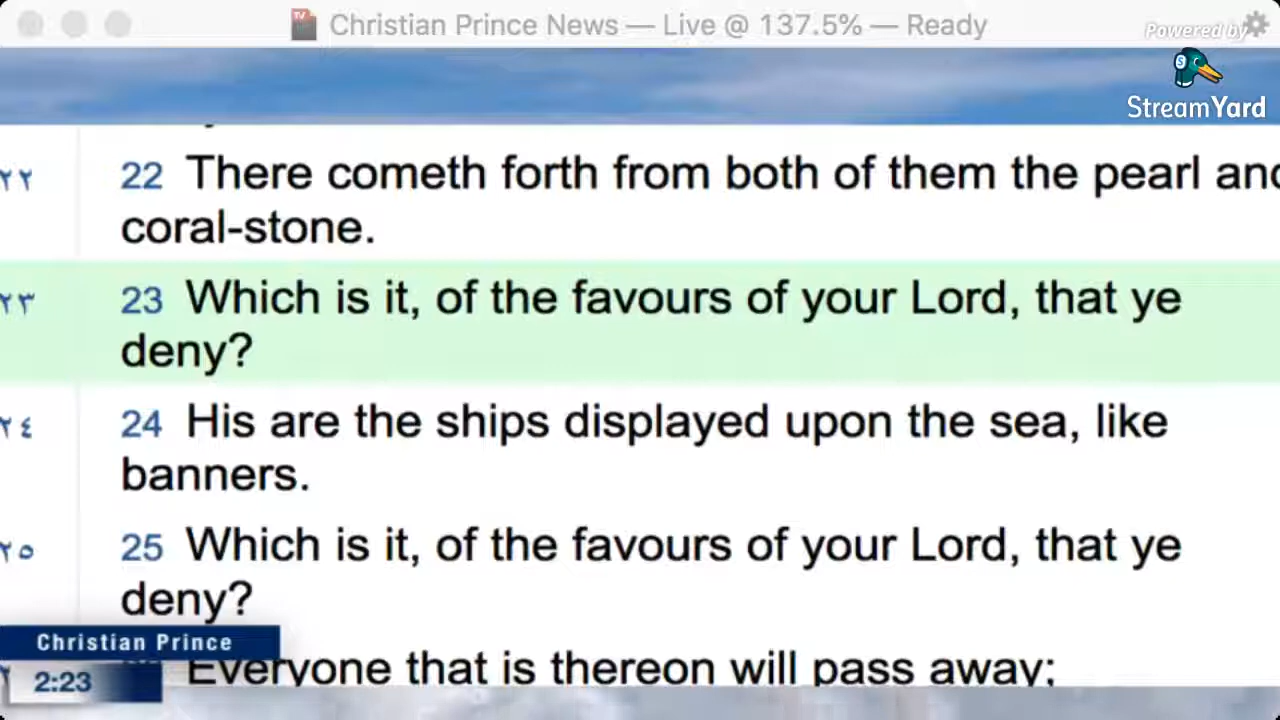 Christian Prince News — Live @ 137.5% — Ready
Powered by
StreamYard
٢٢ 22 There cometh forth from both of them the pearl and
coral-stone.
٢٣ 23 Which is it, of the favours of your Lord, that ye
deny?
٢٤ 24 His are the ships displayed upon the sea, like
banners.
٢٥ 25 Which is it, of the favours of your Lord, that ye
deny?
Everyone that is thereon will pass away;
Christian Prince
2:23